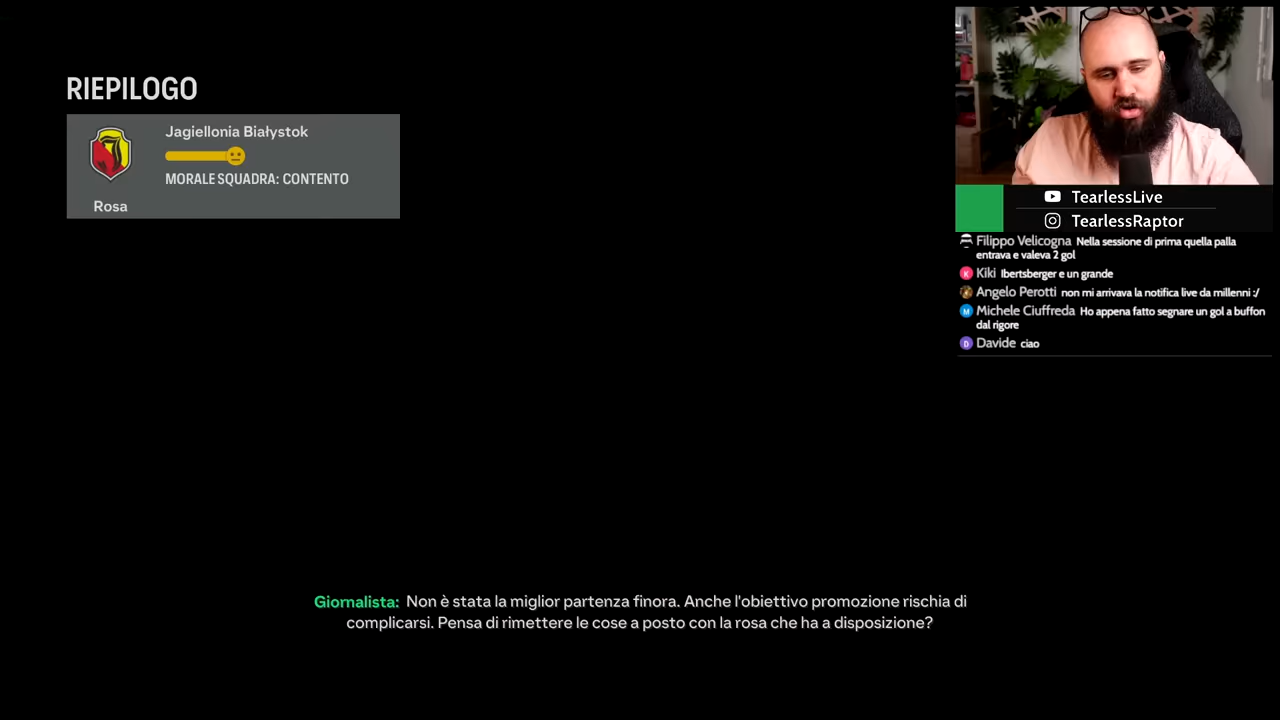 RIEPILOGO
Jagiellonia Białystok
MORALE SQUADRA: CONTENTO
Rosa
TearlessLive
TearlessRaptor
Filippo Velicogna Nella sessione di prima quella palla
entrava e valeva 2 gol
K Kiki Ibertsberger e un grande
Angelo Perotti non mi arrivava la notifica live da millenni :/
M Michele Ciuffreda Ho appena fatto segnare un gol a buffon
dal rigore
D Davide ciao
Giornalista: Non è stata la miglior partenza finora. Anche l'obiettivo promozione rischia di
complicarsi. Pensa di rimettere le cose a posto con la rosa che ha a disposizione?